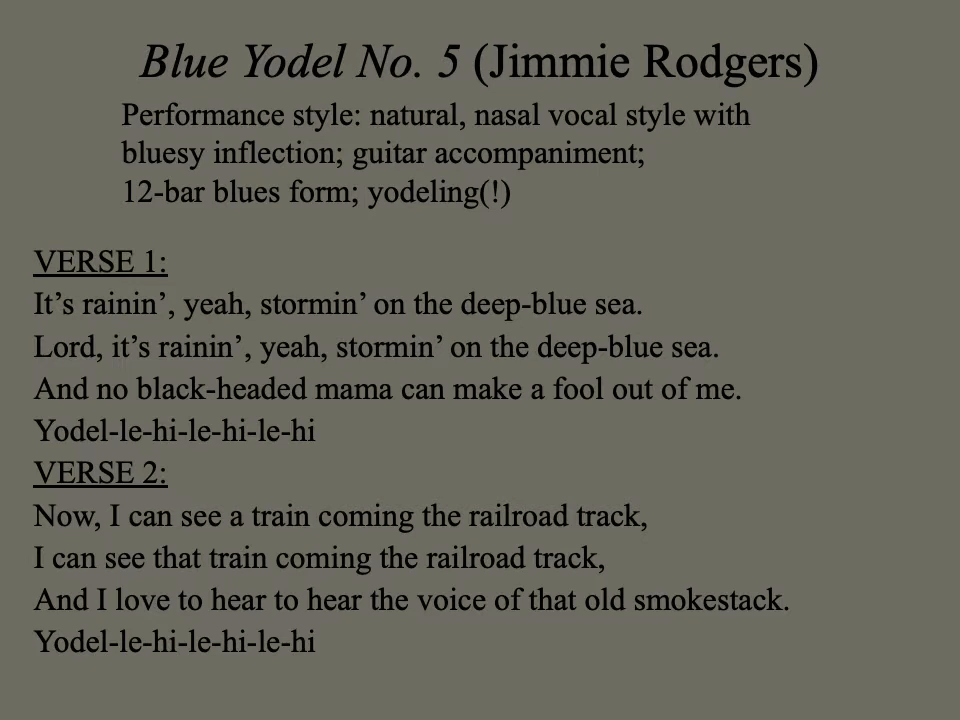 Blue Yodel No. 5 (Jimmie Rodgers)
Performance style: natural, nasal vocal style with
bluesy inflection; guitar accompaniment;
12-bar blues form; yodeling(!)
VERSE 1:
It’s rainin’, yeah, stormin’ on the deep-blue sea.
Lord, it’s rainin’, yeah, stormin’ on the deep-blue sea.
And no black-headed mama can make a fool out of me.
Yodel-le-hi-le-hi-le-hi
VERSE 2:
Now, I can see a train coming the railroad track,
I can see that train coming the railroad track,
And I love to hear to hear the voice of that old smokestack.
Yodel-le-hi-le-hi-le-hi